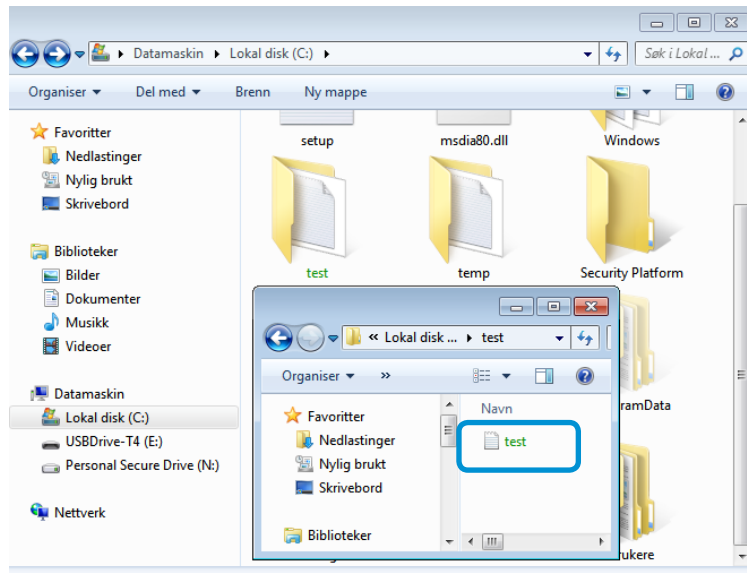 Datamaskin Lokal disk (C:)
Søk i Lokal ...
Organiser Del med Brenn Ny mappe
Favoritter
Nedlastinger
Nylig brukt
Skrivebord
Biblioteker
Bilder
Dokumenter
Musikk
Videoer
Datamaskin
Lokal disk (C:)
USBDrive-T4 (E:)
Personal Secure Drive (N:)
Nettverk
setup msdia80.dll Windows
test temp Security Platform
ramData
ukere
« Lokal disk ... test
Organiser »
Favoritter
Nedlastinger
Nylig brukt
Skrivebord
Biblioteker
Navn
test